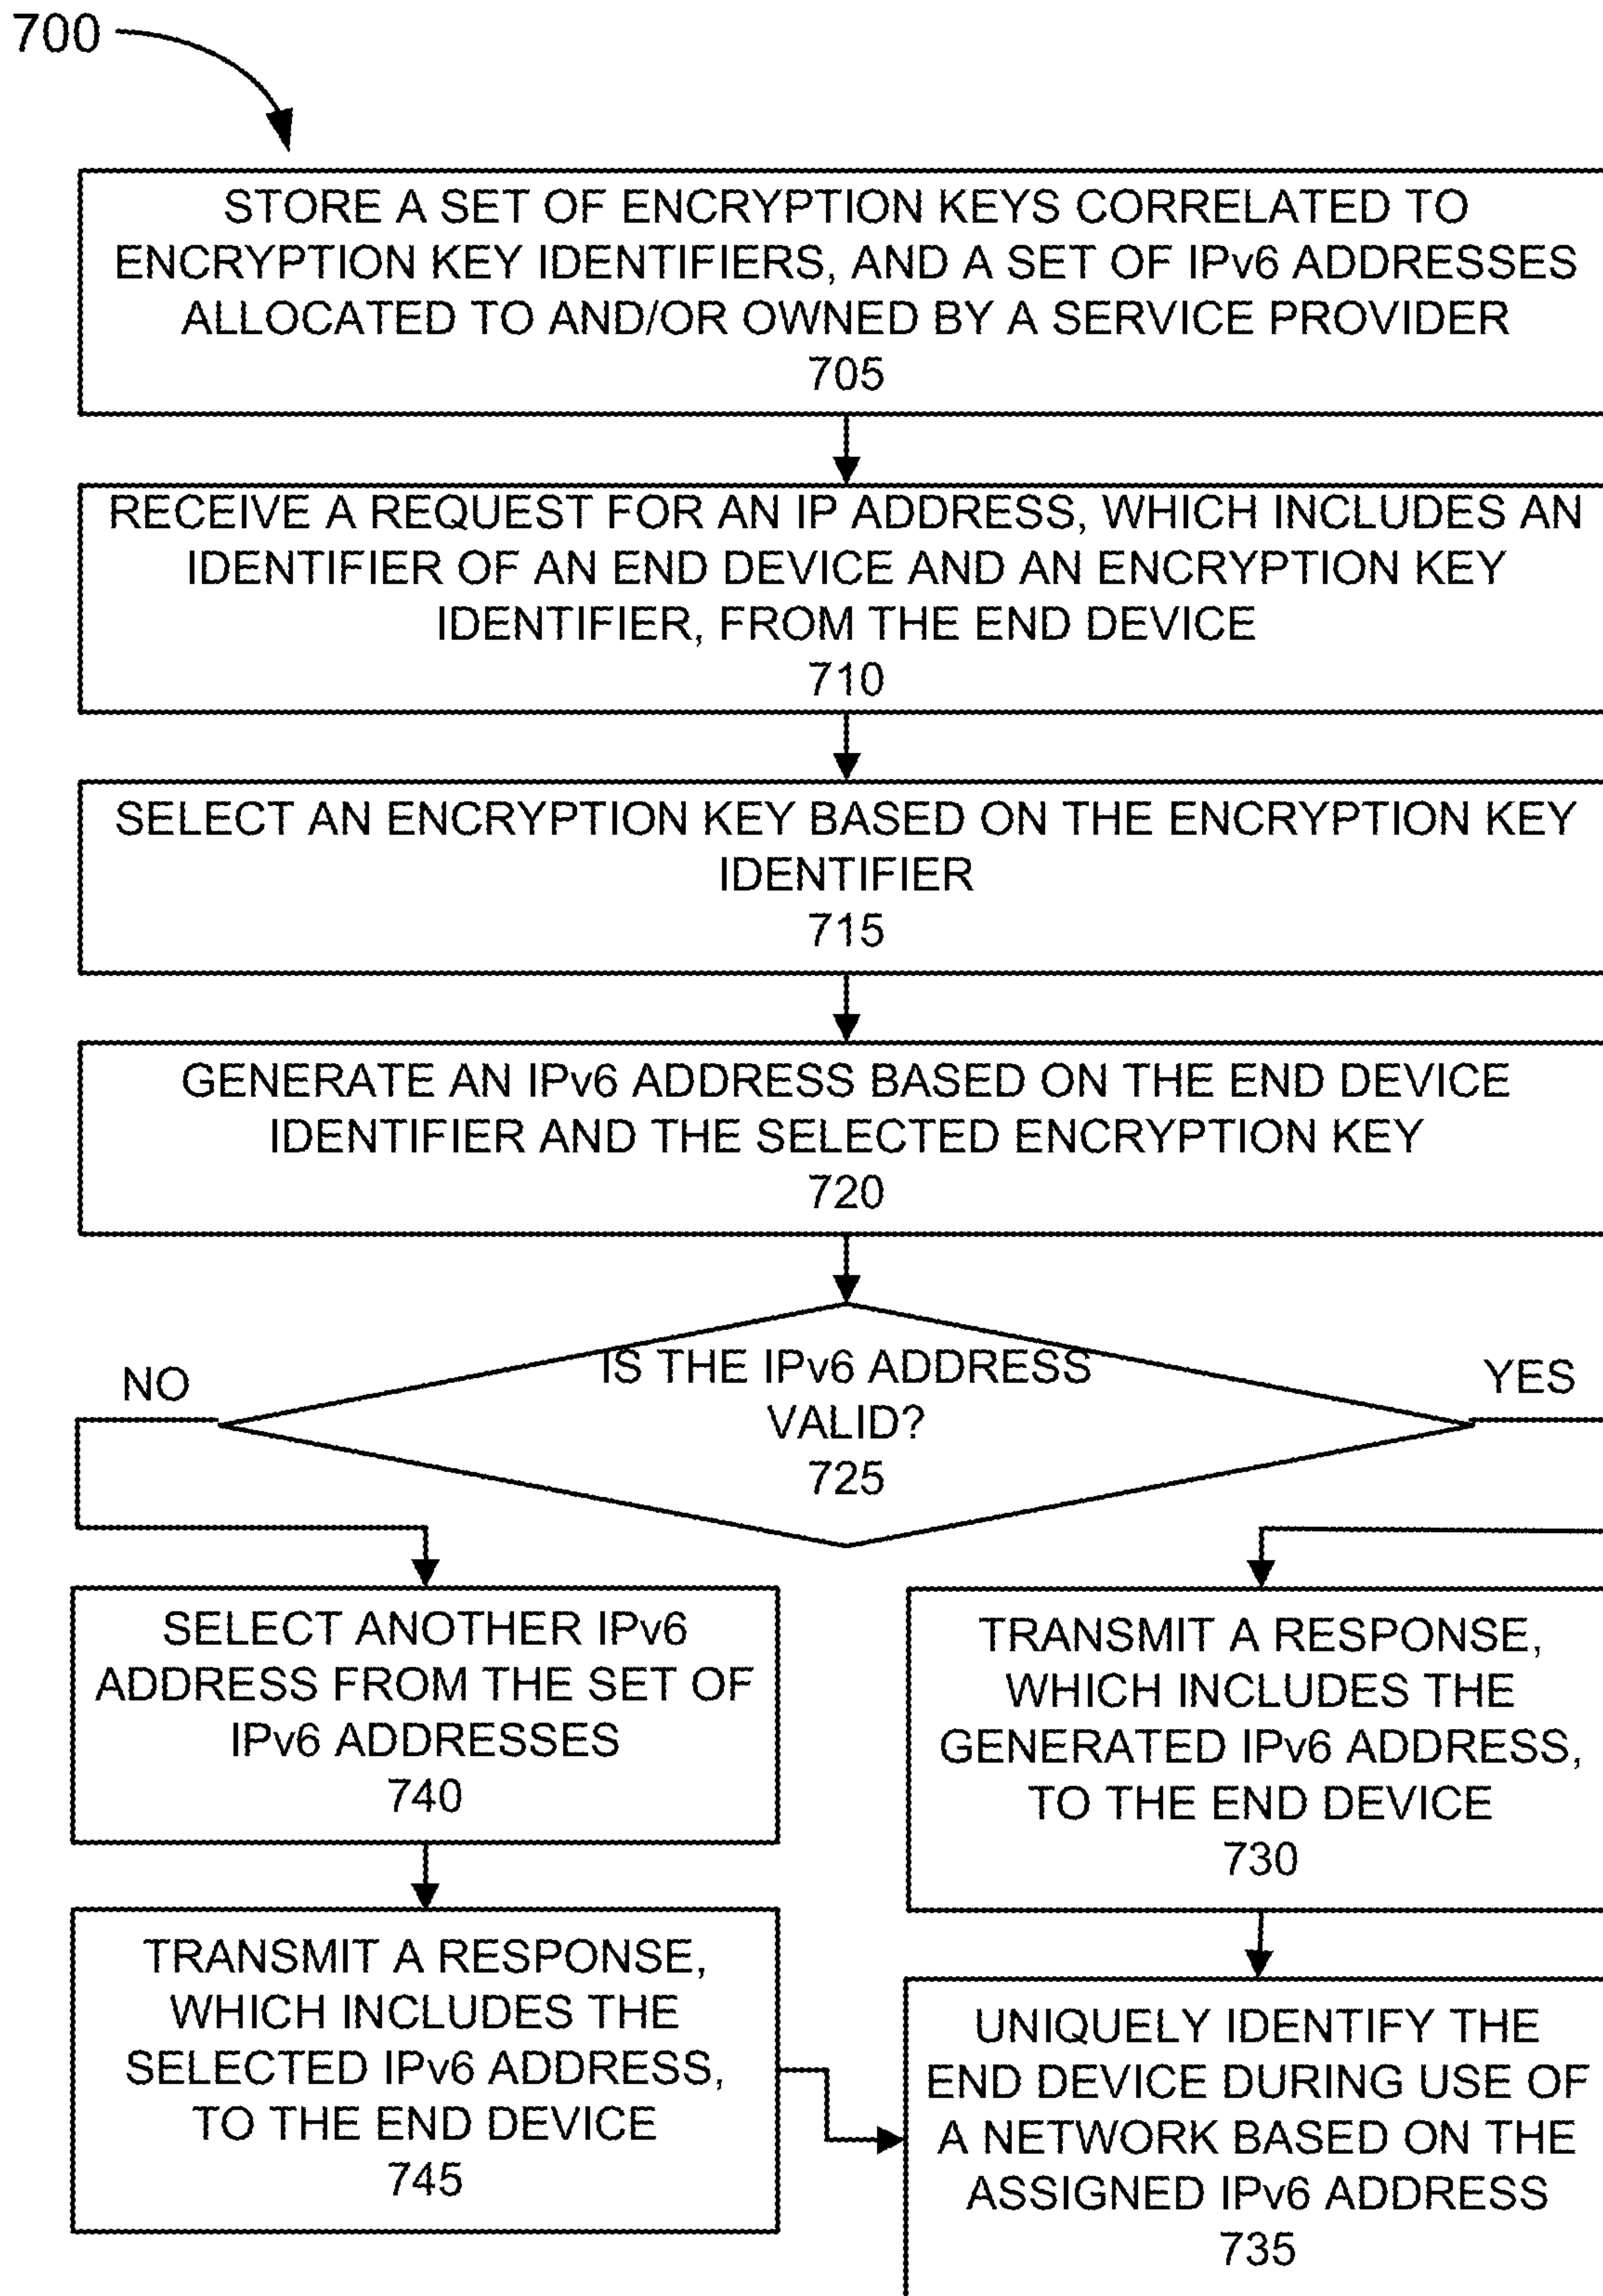 700
STORE A SET OF ENCRYPTION KEYS CORRELATED TO
ENCRYPTION KEY IDENTIFIERS, AND A SET OF IPv6 ADDRESSES
ALLOCATED TO AND/OR OWNED BY A SERVICE PROVIDER
705
RECEIVE A REQUEST FOR AN IP ADDRESS, WHICH INCLUDES AN
IDENTIFIER OF AN END DEVICE AND AN ENCRYPTION KEY
IDENTIFIER, FROM THE END DEVICE
710
SELECT AN ENCRYPTION KEY BASED ON THE ENCRYPTION KEY
IDENTIFIER
715
GENERATE AN IPv6 ADDRESS BASED ON THE END DEVICE
IDENTIFIER AND THE SELECTED ENCRYPTION KEY
720
IS THE IPv6 ADDRESS
VALID?
725
NO
YES
SELECT ANOTHER IPv6
ADDRESS FROM THE SET OF
IPv6 ADDRESSES
740
TRANSMIT A RESPONSE,
WHICH INCLUDES THE
SELECTED IPv6 ADDRESS,
TO THE END DEVICE
745
TRANSMIT A RESPONSE,
WHICH INCLUDES THE
GENERATED IPv6 ADDRESS,
TO THE END DEVICE
730
UNIQUELY IDENTIFY THE
END DEVICE DURING USE OF
A NETWORK BASED ON THE
ASSIGNED IPv6 ADDRESS
735